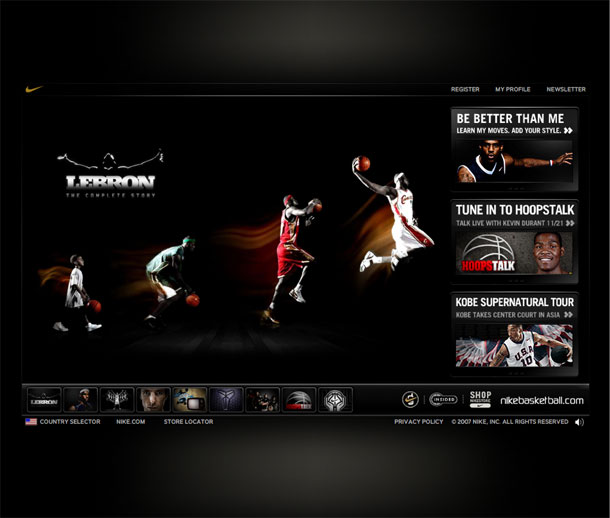 REGISTER MY PROFILE NEWSLETTER
LEBRON
THE COMPLETE STORY
BE BETTER THAN ME
LEARN MY MOVES. ADD YOUR STYLE.
TUNE IN TO HOOPSTALK
TALK LIVE WITH KEVIN DURANT 11/21
HOOPSTALK
KOBE SUPERNATURAL TOUR
KOBE TAKES CENTER COURT IN ASIA
U.S.A
10
LEBRON
SHOP
nikebasketball.com
COUNTRY SELECTOR NIKE.COM STORE LOCATOR PRIVACY POLICY © 2007 NIKE, INC. ALL RIGHTS RESERVED